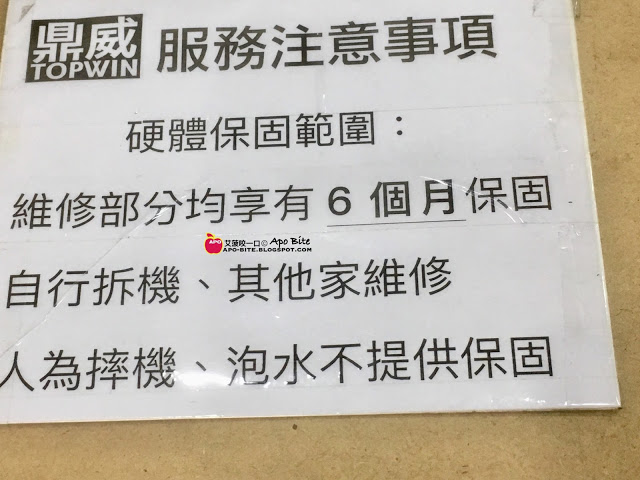 鼎威 服務注意事項
TOPWIN
硬體保固範圍：
維修部分均享有 6 個月保固
APO 艾薄咬一口© Apo Bite
APO-BITE.BLOGSPOT.COM
自行拆機、其他家維修
人為摔機、泡水不提供保固